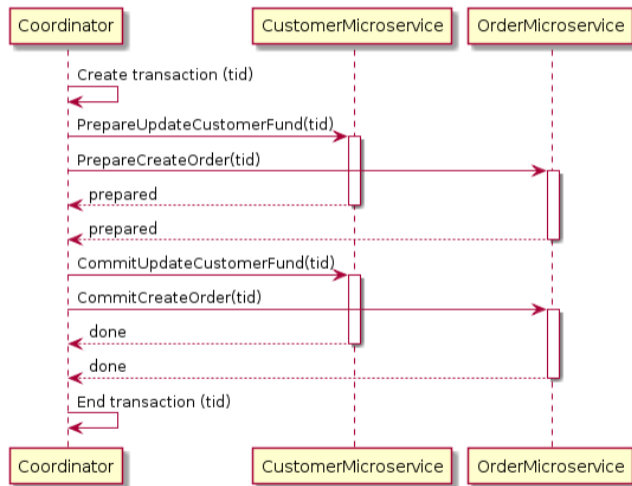 Coordinator CustomerMicroservice OrderMicroservice
Create transaction (tid)
PrepareUpdateCustomerFund(tid)
PrepareCreateOrder(tid)
prepared
prepared
CommitUpdateCustomerFund(tid)
CommitCreateOrder(tid)
done
done
End transaction (tid)
Coordinator CustomerMicroservice OrderMicroservice